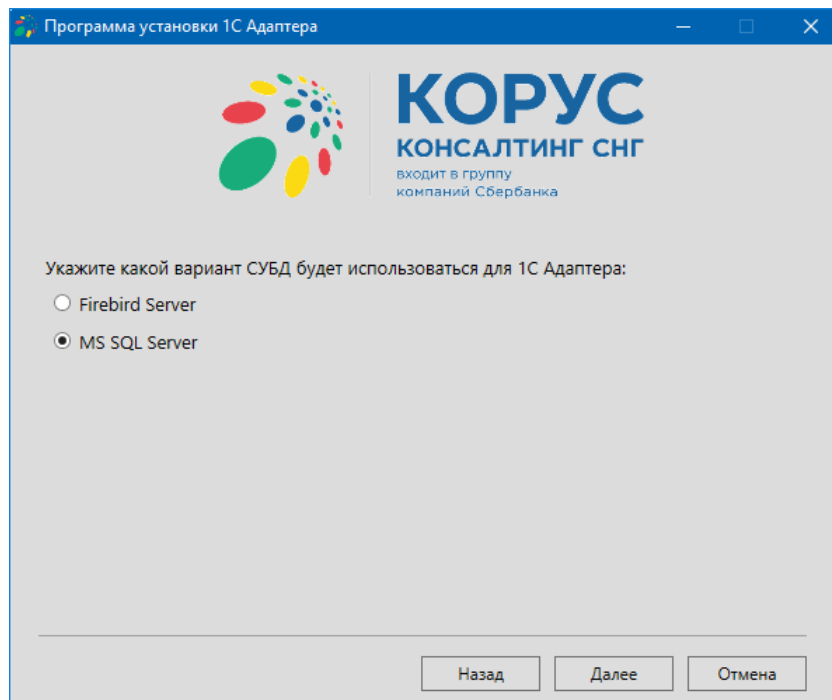 Программа установки 1С Адаптера
КОРУС
КОНСАЛТИНГ СНГ
входит в группу
компаний Сбербанка
Укажите какой вариант СУБД будет использоваться для 1С Адаптера:
Firebird Server
MS SQL Server
Назад
Далее
Отмена